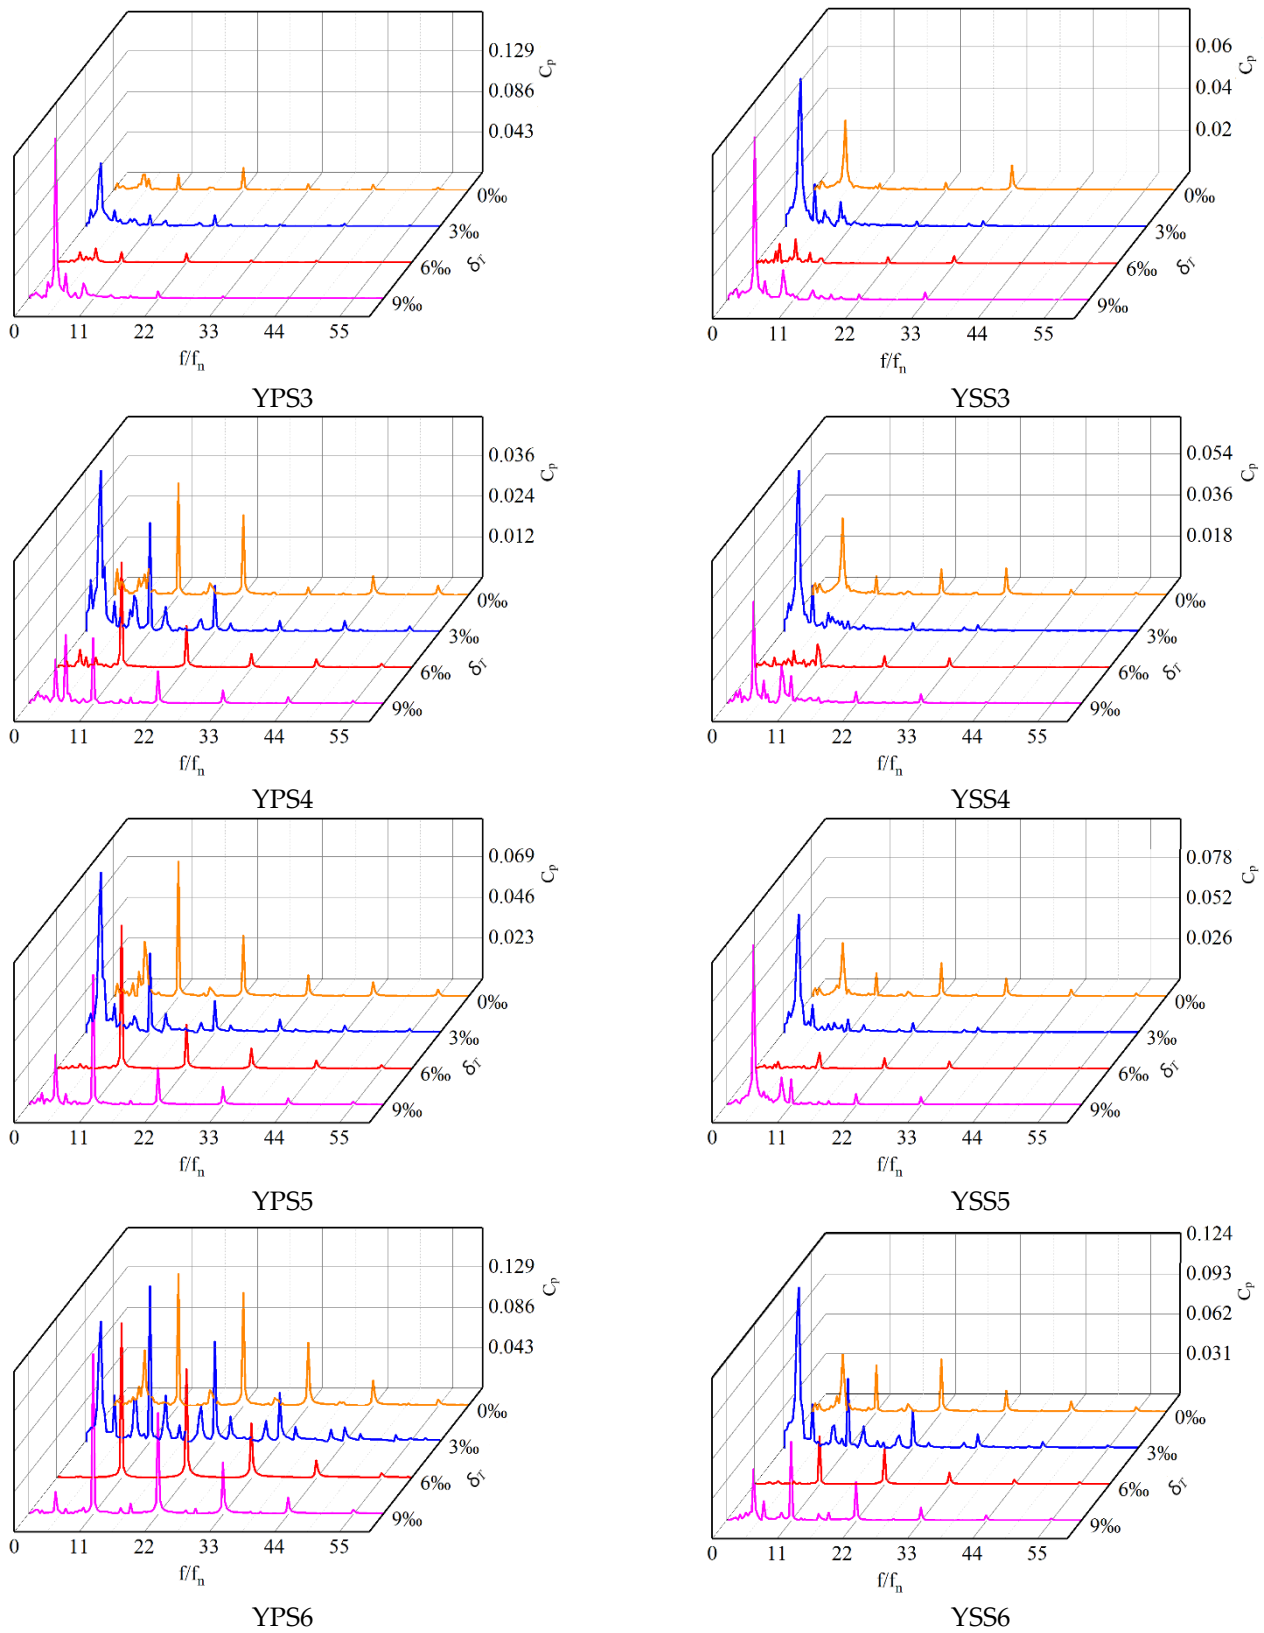 0.129
0.086
0.043
Cp
0‰
3‰
6‰
9‰
δT
0 11 22 33 44 55
f/fn
YPS3
0.06
0.04
0.02
Cp
0‰
3‰
6‰
9‰
δT
0 11 22 33 44 55
f/fn
YSS3
0.036
0.024
0.012
Cp
0‰
3‰
6‰
9‰
δT
0 11 22 33 44 55
f/fn
YPS4
0.054
0.036
0.018
Cp
0‰
3‰
6‰
9‰
δT
0 11 22 33 44 55
f/fn
YSS4
0.069
0.046
0.023
Cp
0‰
3‰
6‰
9‰
δT
0 11 22 33 44 55
f/fn
YPS5
0.078
0.052
0.026
Cp
0‰
3‰
6‰
9‰
δT
0 11 22 33 44 55
f/fn
YSS5
0.129
0.086
0.043
Cp
0‰
3‰
6‰
9‰
δT
0 11 22 33 44 55
f/fn
YPS6
0.124
0.093
0.062
0.031
Cp
0‰
3‰
6‰
9‰
δT
0 11 22 33 44 55
f/fn
YSS6